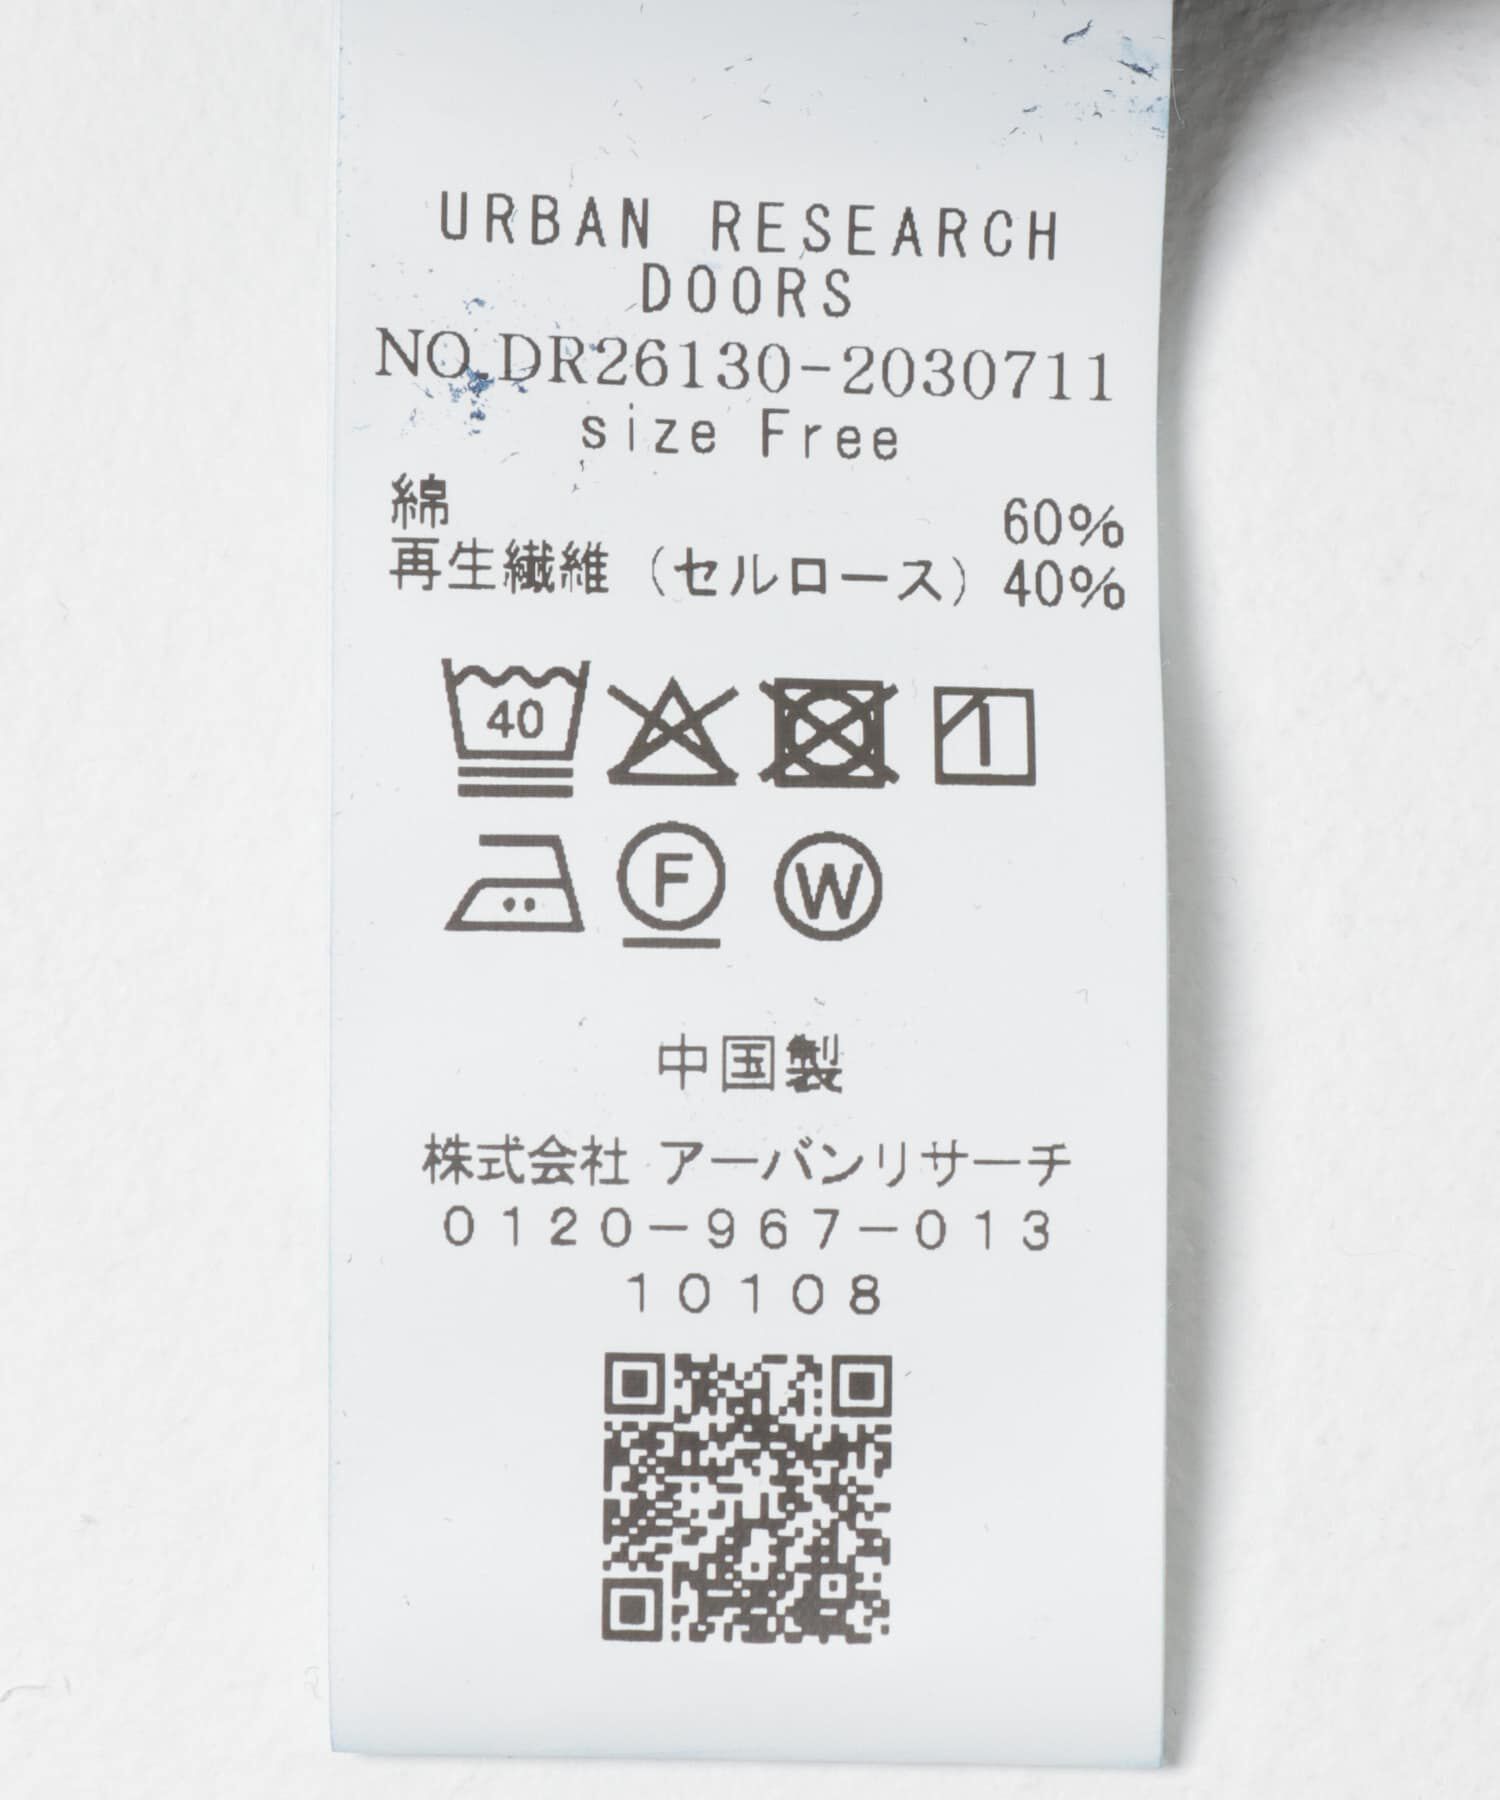 URBAN RESEARCH
DOORS
NO.DR26130-2030711
size Free
綿 60%
再生繊維（セルロース）40%
40
F
W
中国製
株式会社 アーバンリサーチ
0120-967-013
10108